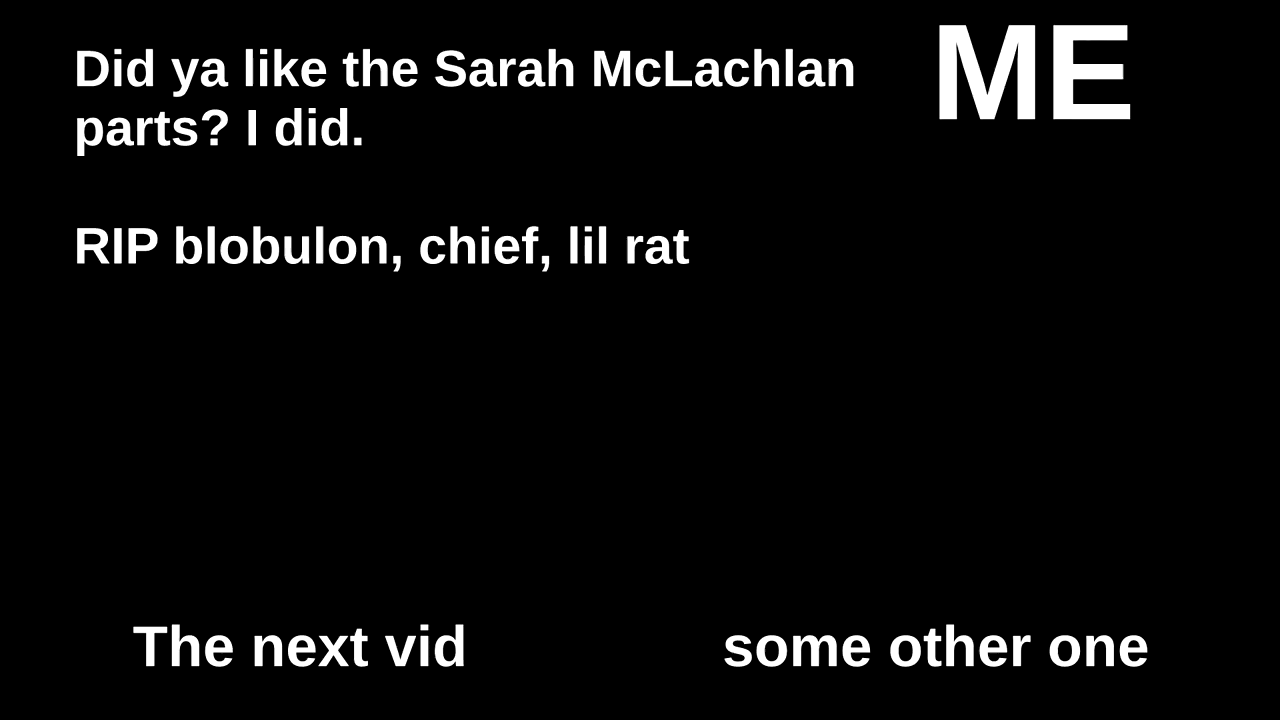 Did ya like the Sarah McLachlan
parts? I did.
ME
RIP blobulon, chief, lil rat
The next vid
some other one